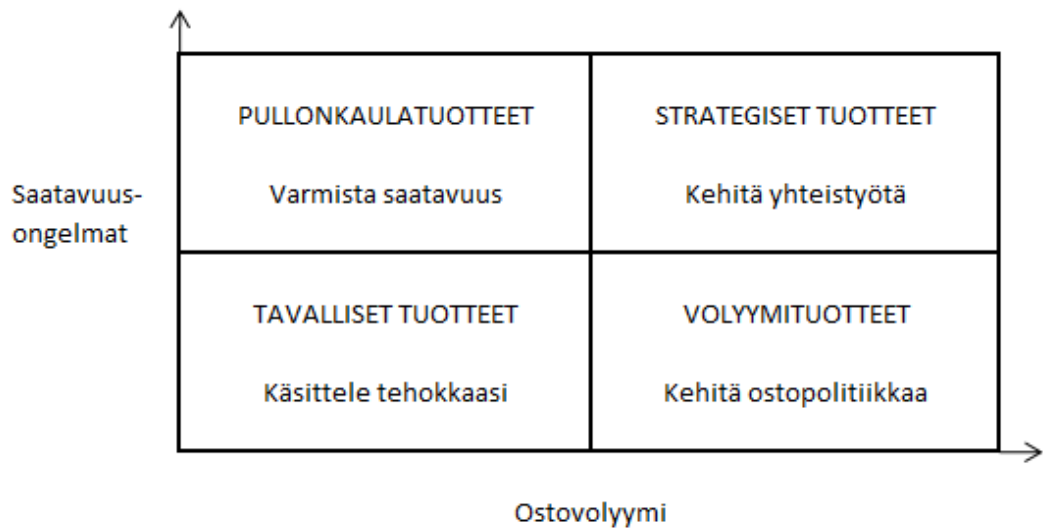 PULLONKAULATUOTTEET
Varmista saatavuus
STRATEGISET TUOTTEET
Kehitä yhteistyötä
Saatavuus-
ongelmat
TAVALLISET TUOTTEET
Käsittele tehokkaasi
VOLYYMITUOTTEET
Kehitä ostopolitiikkaa
Ostovolyymi